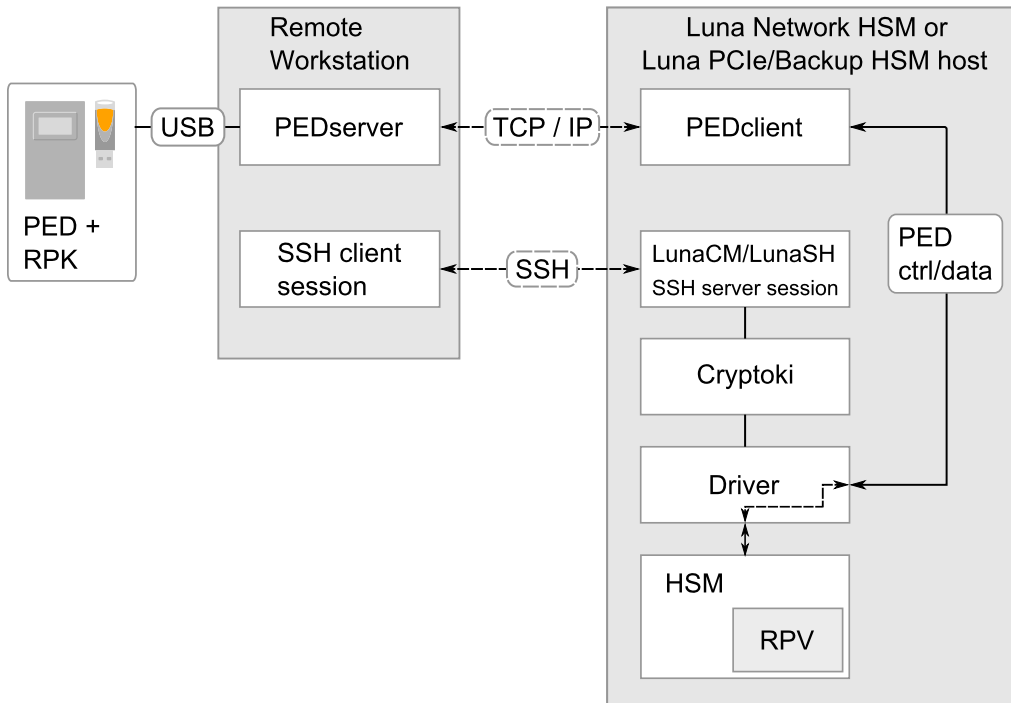 Remote
Workstation
Luna Network HSM or
Luna PCIe/Backup HSM host
PED +
RPK
USB
PEDserver
TCP / IP
PEDclient
SSH client
session
SSH
LunaCM/LunaSH
SSH server session
PED
ctrl/data
Cryptoki
Driver
HSM
RPV